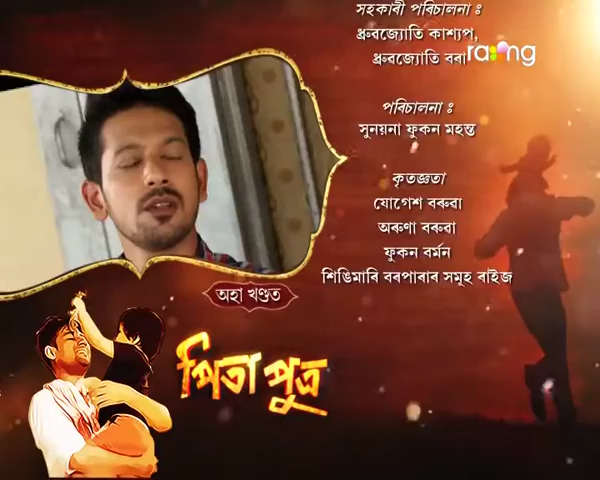 সহকাৰী পৰিচালনা ঃ
ধ্ৰুৱজ্যোতি কাশ্যপ,
ধ্ৰুৱজ্যোতি বৰা
rang
পৰিচালনা ঃ
সুনয়না ফুকন মহন্ত
কৃতজ্ঞতা
যোগেশ বৰুৱা
অৰুণা বৰুৱা
ফুকন বৰ্মন
শিঙিমাৰি বৰপাৰাৰ সমূহ ৰাইজ
অহা খণ্ডত
পিতা পুত্ৰ